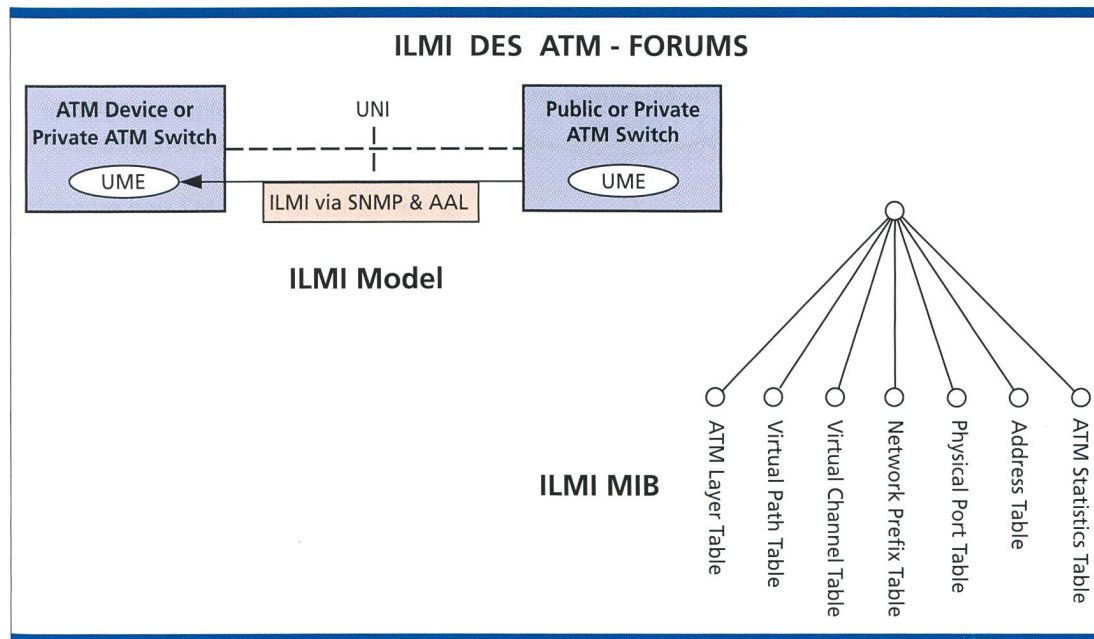 ILMI DES ATM - FORUMS
ATM Device or
Private ATM Switch
UME
UNI
ILMI via SNMP & AAL
Public or Private
ATM Switch
UME
ILMI Model
ILMI MIB
ATM Layer Table
Virtual Path Table
Virtual Channel Table
Network Prefix Table
Physical Port Table
Address Table
ATM Statistics Table